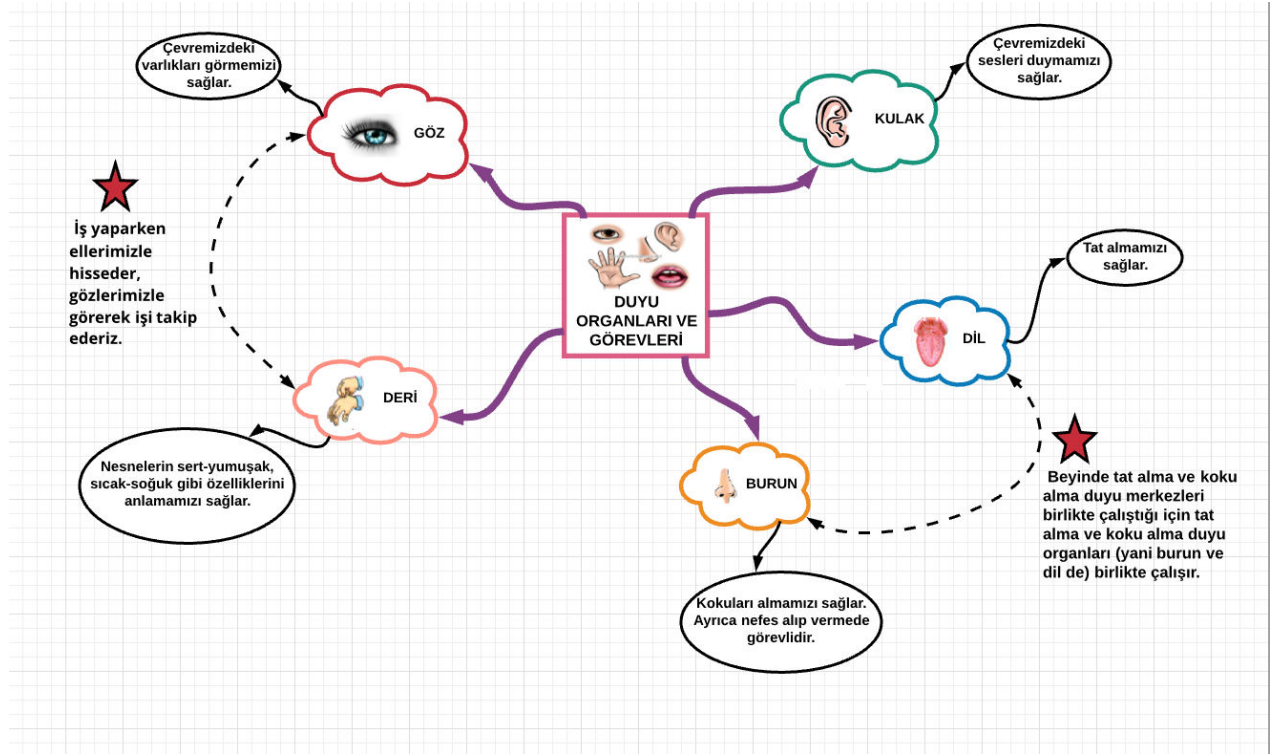 Çevremizdeki
varlıkları görmemizi
sağlar.
GÖZ
Çevremizdeki
sesleri duymamızı
sağlar.
KULAK
İş yaparken
ellerimizle
hisseder,
gözlerimizle
görerek işi takip
ederiz.
DUYU
ORGANLARI VE
GÖREVLERİ
Tat almamızı
sağlar.
DİL
DERİ
Nesnelerin sert-yumuşak,
sıcak-soğuk gibi özelliklerini
anlamamızı sağlar.
BURUN
Beyinde tat alma ve koku
alma duyu merkezleri
birlikte çalıştığı için tat
alma ve koku alma duyu
organları (yani burun ve
dil de) birlikte çalışır.
Kokuları almamızı sağlar.
Ayrıca nefes alıp vermede
görevlidir.